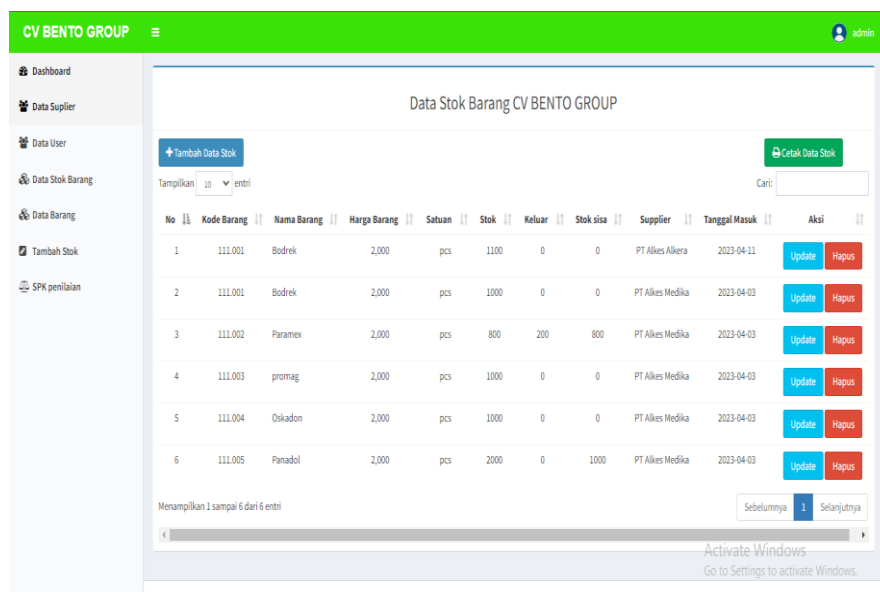 CV BENTO GROUP admin
Dashboard
Data Suplier
Data User
Data Stok Barang
Data Barang
Tambah Stok
SPK penilaian
Data Stok Barang CV BENTO GROUP
Tambah Data Stok Cetak Data Stok
Tampilkan 10 entri Cari:
No Kode Barang Nama Barang Harga Barang Satuan Stok Keluar Stok sisa Supplier Tanggal Masuk Aksi
1 111.001 Bodrek 2,000 pcs 1100 0 0 PT Alkes Alkera 2023-04-11 Update Hapus
2 111.001 Bodrek 2,000 pcs 1000 0 0 PT Alkes Medika 2023-04-03 Update Hapus
3 111.002 Paramex 2,000 pcs 800 200 800 PT Alkes Medika 2023-04-03 Update Hapus
4 111.003 promag 2,000 pcs 1000 0 0 PT Alkes Medika 2023-04-03 Update Hapus
5 111.004 Oskadon 2,000 pcs 1000 0 0 PT Alkes Medika 2023-04-03 Update Hapus
6 111.005 Panadol 2,000 pcs 2000 0 1000 PT Alkes Medika 2023-04-03 Update Hapus
Menampilkan 1 sampai 6 dari 6 entri Sebelumnya 1 Selanjutnya
Activate Windows
Go to Settings to activate Windows.